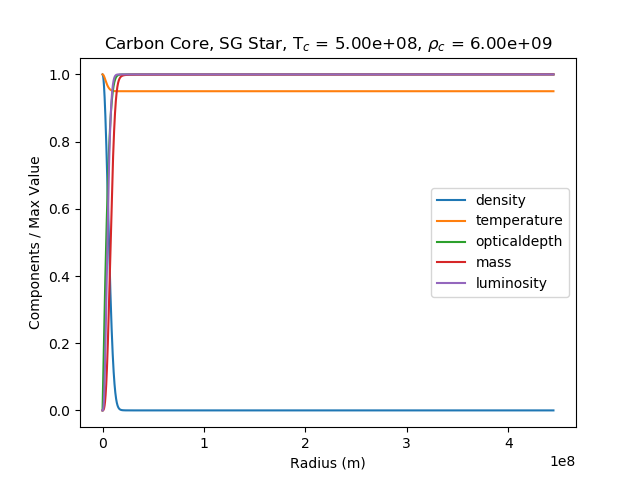 Carbon Core, SG Star, T_c = 5.00e+08, ρ_c = 6.00e+09
1.0
0.8
0.6
0.4
0.2
0.0
Components / Max Value
density
temperature
opticaldepth
mass
luminosity
0 1 2 3 4
1e8
Radius (m)